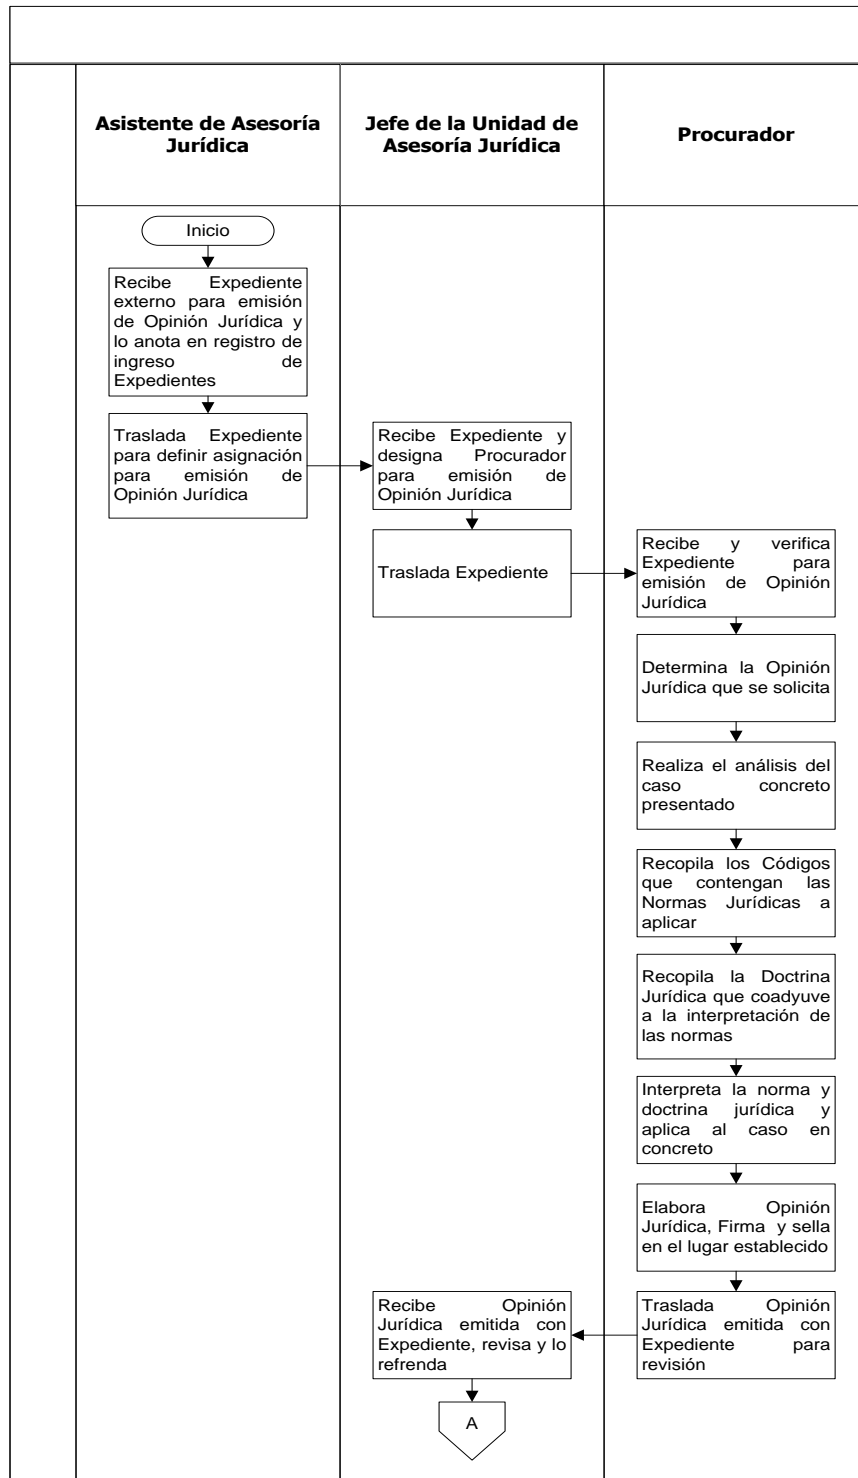 Asistente de Asesoría
Jurídica
Jefe de la Unidad de
Asesoría Jurídica
Procurador
Inicio
Recibe Expediente
externo para emisión
de Opinión Jurídica y
lo anota en registro de
ingreso de
Expedientes
Traslada Expediente
para definir asignación
para emisión de
Opinión Jurídica
Recibe Expediente y
designa Procurador
para emisión de
Opinión Jurídica
Traslada Expediente
Recibe y verifica
Expediente para
emisión de Opinión
Jurídica
Determina la Opinión
Jurídica que se solicita
Realiza el análisis del
caso concreto
presentado
Recopila los Códigos
que contengan las
Normas Jurídicas a
aplicar
Recopila la Doctrina
Jurídica que coadyuve
a la interpretación de
las normas
Interpreta la norma y
doctrina jurídica y
aplica al caso en
concreto
Elabora Opinión
Jurídica, Firma y sella
en el lugar establecido
Traslada Opinión
Jurídica emitida con
Expediente para
revisión
Recibe Opinión
Jurídica emitida con
Expediente, revisa y lo
refrenda
A